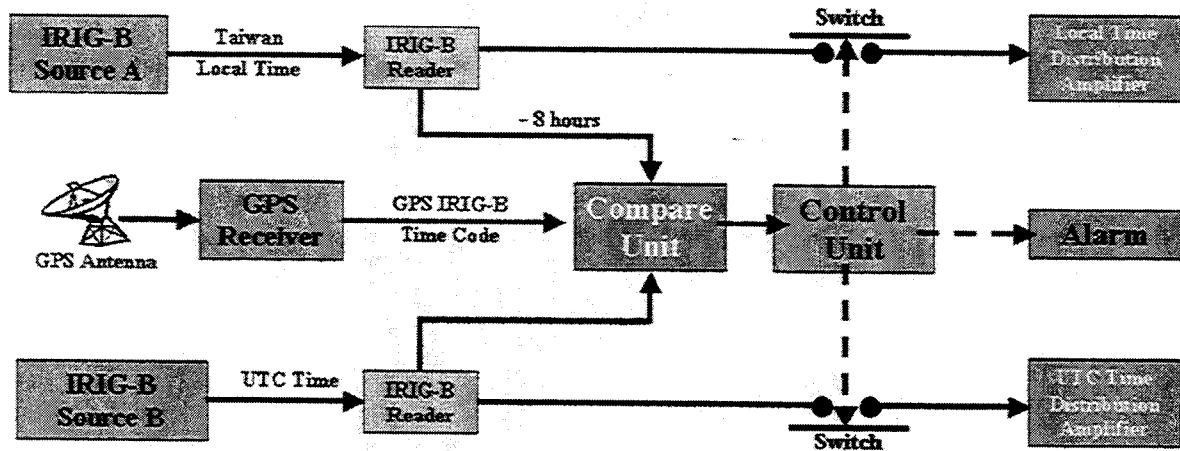 Switch
IRIG-B
Source A
Taiwan
Local Time
IRIG-B
Reader
Local Time
Distribution
Amplifier
- 8 hours
GPS Antenna
GPS
Receiver
GPS IRIG-B
Time Code
Compare
Unit
Control
Unit
Alarm
IRIG-B
Source B
UTC Time
IRIG-B
Reader
Switch
UTC Time
Distribution
Amplifier